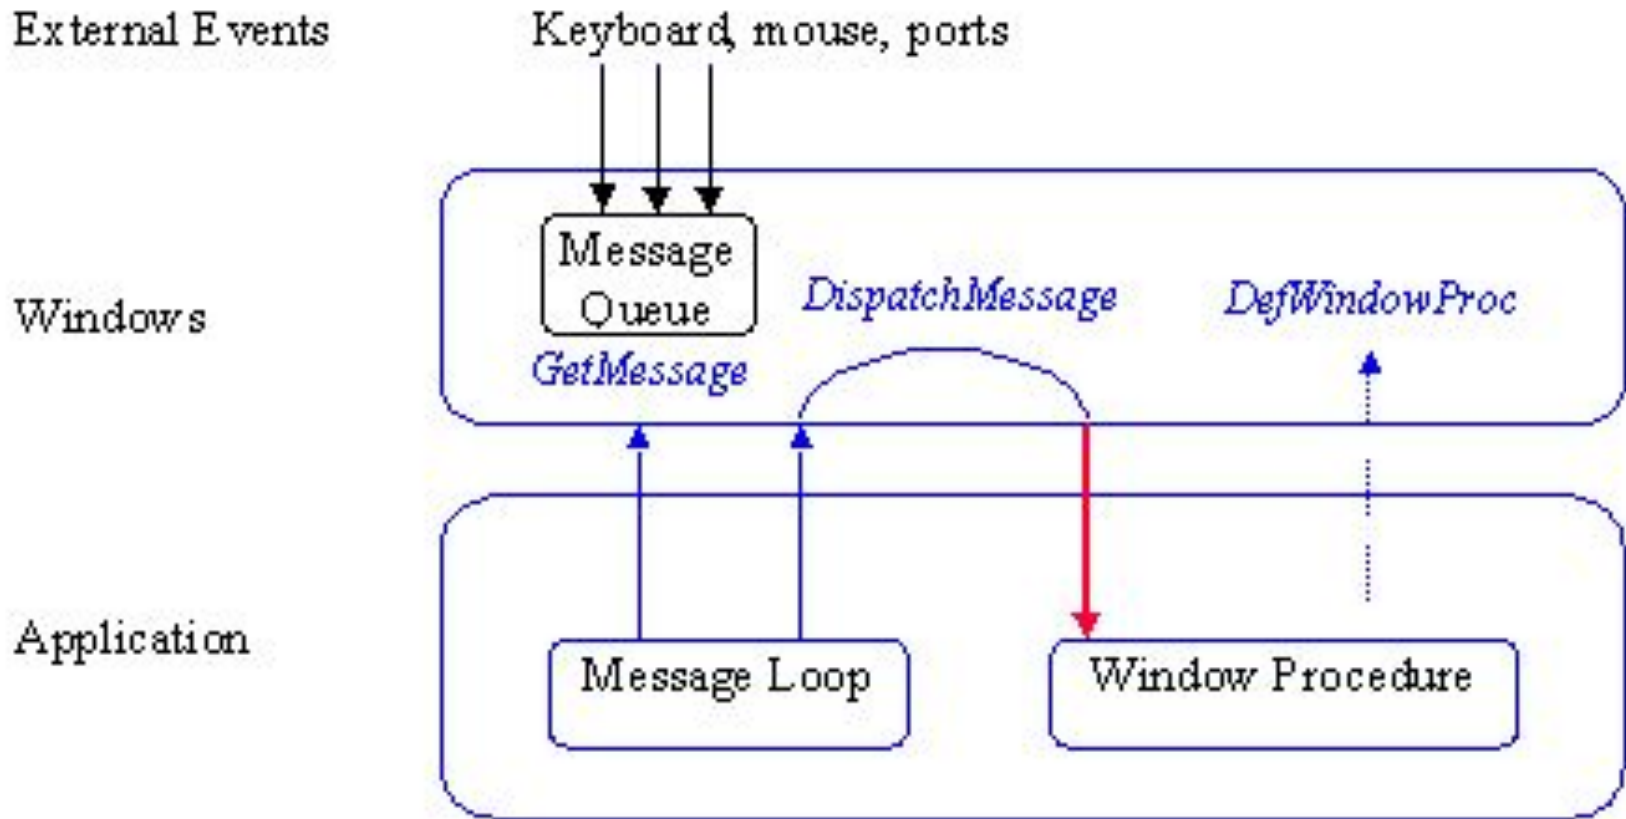 External Events
Keyboard, mouse, ports
Message
Queue
Windows
DispatchMessage
DefWindowProc
GetMessage
Application
Message Loop
Window Procedure